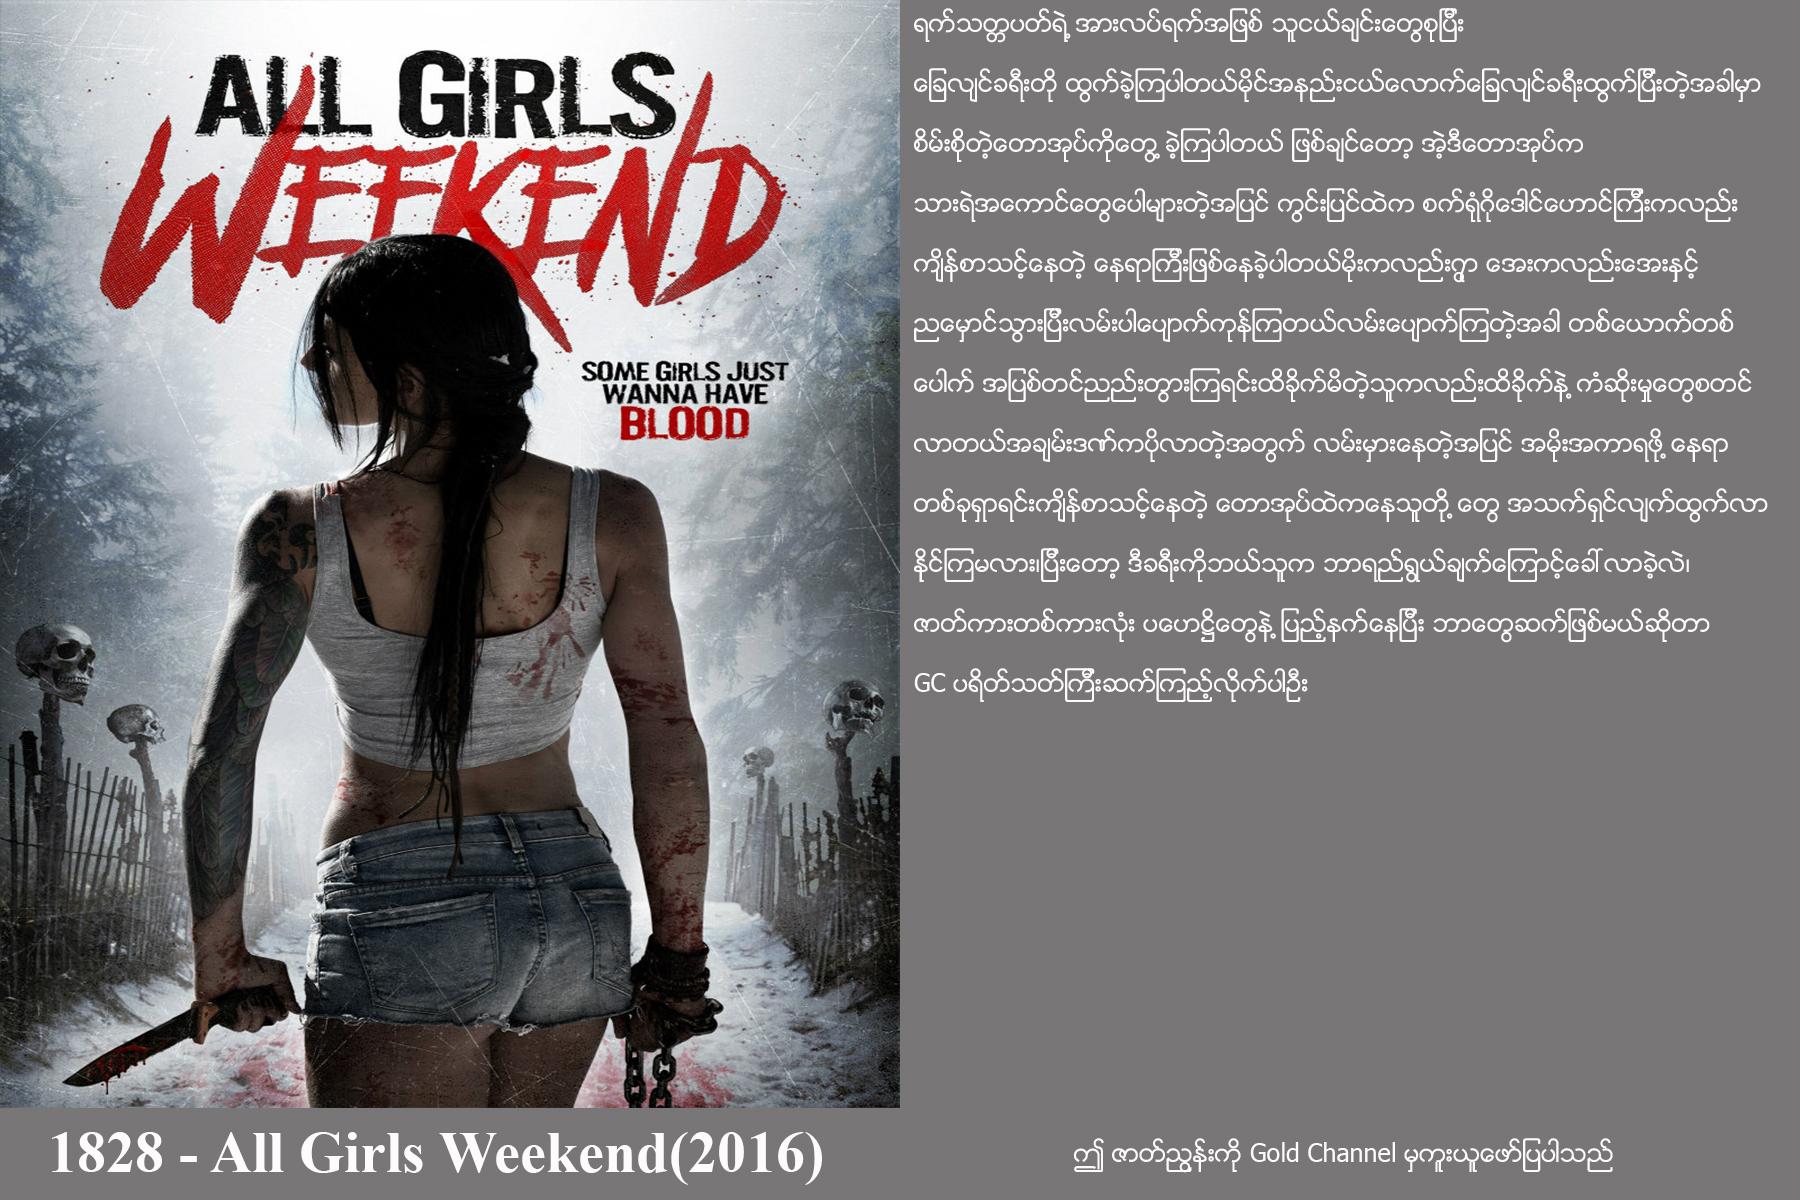 ALL GIRLS
WEEKEND
SOME GIRLS JUST
WANNA HAVE
BLOOD
1828 - All Girls Weekend(2016)
ရက်သတ္တပတ်ရဲ့ အားလပ်ရက်အဖြစ် သူငယ်ချင်းတွေစုပြီး
ခြေလျင်ခရီးတို ထွက်ခဲ့ကြပါတယ်မိုင်အနည်းငယ်လောက်ခြေလျင်ခရီးထွက်ပြီးတဲ့အခါမှာ
စိမ်းစိုတဲ့တောအုပ်ကိုတွေ့ ခဲ့ကြပါတယ် ဖြစ်ချင်တော့ အဲ့ဒီတောအုပ်က
သားရဲအကောင်တွေပေါများတဲ့အပြင် ကွင်းပြင်ထဲက စက်ရုံဂိုဒေါင်ဟောင်ကြီးကလည်း
ကျိန်စာသင့်နေတဲ့ နေရာကြီးဖြစ်နေခဲ့ပါတယ်မိုးကလည်းရွာ အေးကလည်းအေးနှင့်
ညမှောင်သွားပြီးလမ်းပါပျောက်ကုန်ကြတယ်လမ်းပျောက်ကြတဲ့အခါ တစ်ယောက်တစ်
ပေါက် အပြစ်တင်ညည်းတွားကြရင်းထိခိုက်မိတဲ့သူကလည်းထိခိုက်နဲ့ ကံဆိုးမှုတွေစတင်
လာတယ်အချမ်းဒဏ်ကပိုလာတဲ့အတွက် လမ်းမှားနေတဲ့အပြင် အမိုးအကာရဖို့ နေရာ
တစ်ခုရှာရင်းကျိန်စာသင့်နေတဲ့ တောအုပ်ထဲကနေသူတို့ တွေ အသက်ရှင်လျက်ထွက်လာ
နိုင်ကြမလား၊ပြီးတော့ ဒီခရီးကိုဘယ်သူက ဘာရည်ရွယ်ချက်ကြောင့်ခေါ် လာခဲ့လဲ၊
ဇာတ်ကားတစ်ကားလုံး ပဟေဠိတွေနဲ့ ပြည့်နက်နေပြီး ဘာတွေဆက်ဖြစ်မယ်ဆိုတာ
GC ပရိတ်သတ်ကြီးဆက်ကြည့်လိုက်ပါဦး
ဤ ဇာတ်ညွှန်းကို Gold Channel မှကူးယူဖော်ပြပါသည်